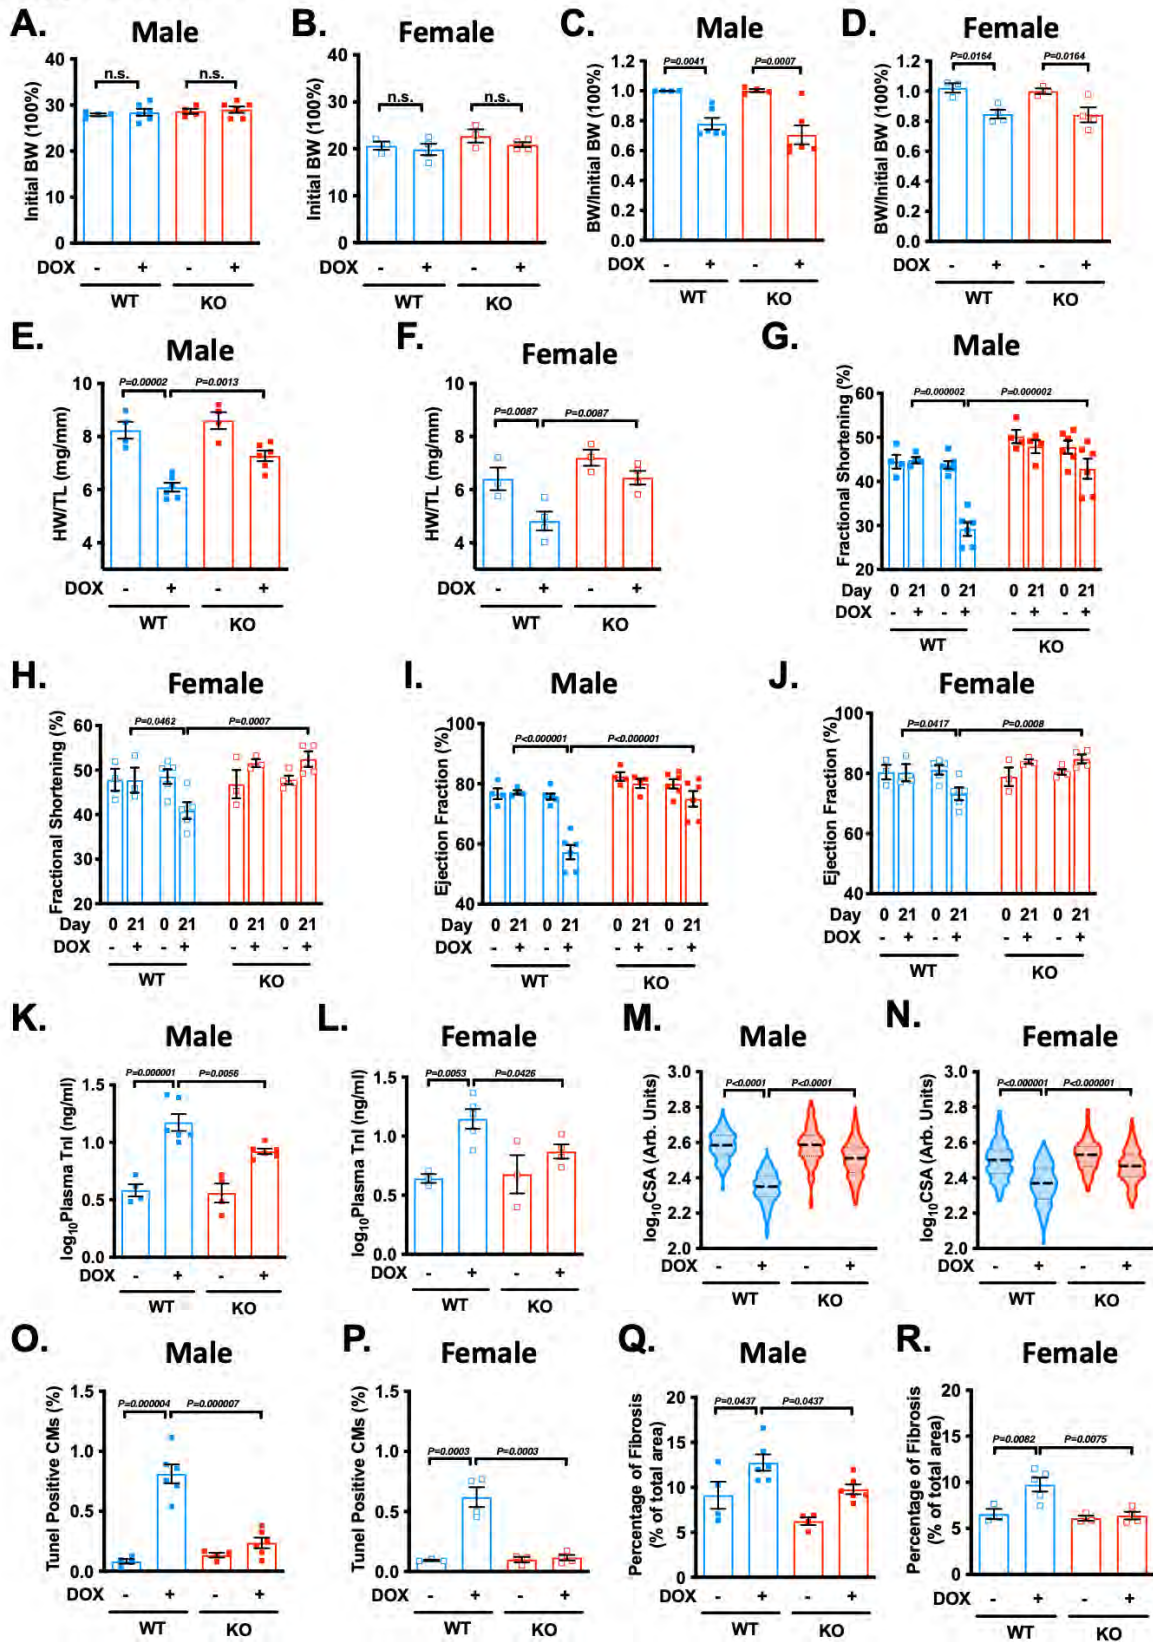 A. Male
Initial BW (100%)
40
30
20
10
0
n.s. n.s.
DOX - + - +
WT KO
B. Female
Initial BW (100%)
40
30
20
10
0
n.s. n.s.
DOX - + - +
WT KO
C. Male
BW/Initial BW (100%)
1.2
1.0
0.8
0.6
0.4
0.2
0.0
P=0.0041 P=0.0007
DOX - + - +
WT KO
D. Female
BW/Initial BW (100%)
1.2
1.0
0.8
0.6
0.4
0.2
0.0
P=0.0164 P=0.0164
DOX - + - +
WT KO
E. Male
HW/TL (mg/mm)
10
8
6
4
P=0.00002 P=0.0013
DOX - + - +
WT KO
F. Female
HW/TL (mg/mm)
10
8
6
4
P=0.0087 P=0.0087
DOX - + - +
WT KO
G. Male
Fractional Shortening (%)
60
50
40
30
20
P=0.000002 P=0.000002
Day 0 21 0 21 0 21 0 21
DOX - + - + - + - +
WT KO
H. Female
Fractional Shortening (%)
60
50
40
30
20
P=0.0462 P=0.0007
Day 0 21 0 21 0 21 0 21
DOX - + - + - + - +
WT KO
I. Male
Ejection Fraction (%)
100
80
60
40
P<0.000001 P<0.000001
Day 0 21 0 21 0 21 0 21
DOX - + - + - + - +
WT KO
J. Female
Ejection Fraction (%)
100
80
60
40
P=0.0417 P=0.0008
Day 0 21 0 21 0 21 0 21
DOX - + - + - + - +
WT KO
K. Male
log10Plasma TnI (ng/ml)
1.5
1.0
0.5
0.0
P=0.000001 P=0.0056
DOX - + - +
WT KO
L. Female
log10Plasma TnI (ng/ml)
1.5
1.0
0.5
0.0
P=0.0053 P=0.0426
DOX - + - +
WT KO
M. Male
log10CSA (Arb. Units)
3.0
2.8
2.6
2.4
2.2
2.0
P<0.0001 P<0.0001
DOX - + - +
WT KO
N. Female
log10CSA (Arb. Units)
3.0
2.8
2.6
2.4
2.2
2.0
P<0.000001 P<0.000001
DOX - + - +
WT KO
O. Male
Tunel Positive CMs (%)
1.5
1.0
0.5
0.0
P=0.000004 P=0.000007
DOX - + - +
WT KO
P. Female
Tunel Positive CMs (%)
1.5
1.0
0.5
0.0
P=0.0003 P=0.0003
DOX - + - +
WT KO
Q. Male
Percentage of Fibrosis
(% of total area)
20
15
10
5
0
P=0.0437 P=0.0437
DOX - + - +
WT KO
R. Female
Percentage of Fibrosis
(% of total area)
20
15
10
5
0
P=0.0082 P=0.0075
DOX - + - +
WT KO